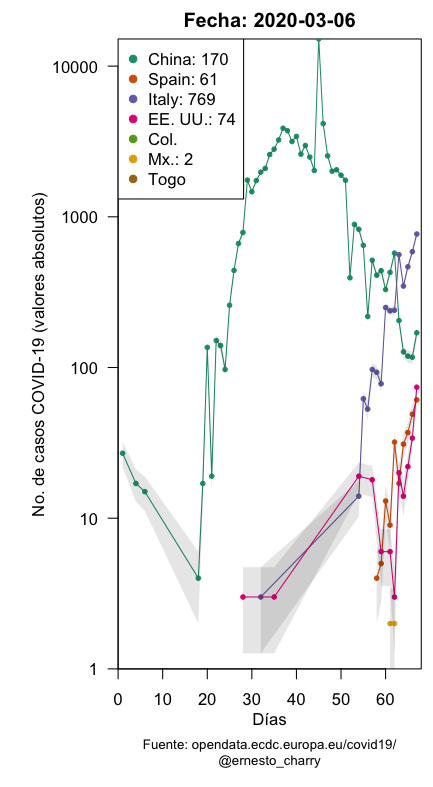 Fecha: 2020-03-06
China: 170
Spain: 61
Italy: 769
EE. UU.: 74
Col.
Mx.: 2
Togo
No. de casos COVID-19 (valores absolutos)
10000
1000
100
10
1
0 10 20 30 40 50 60
Días
Fuente: opendata.ecdc.europa.eu/covid19/
@ernesto_charry